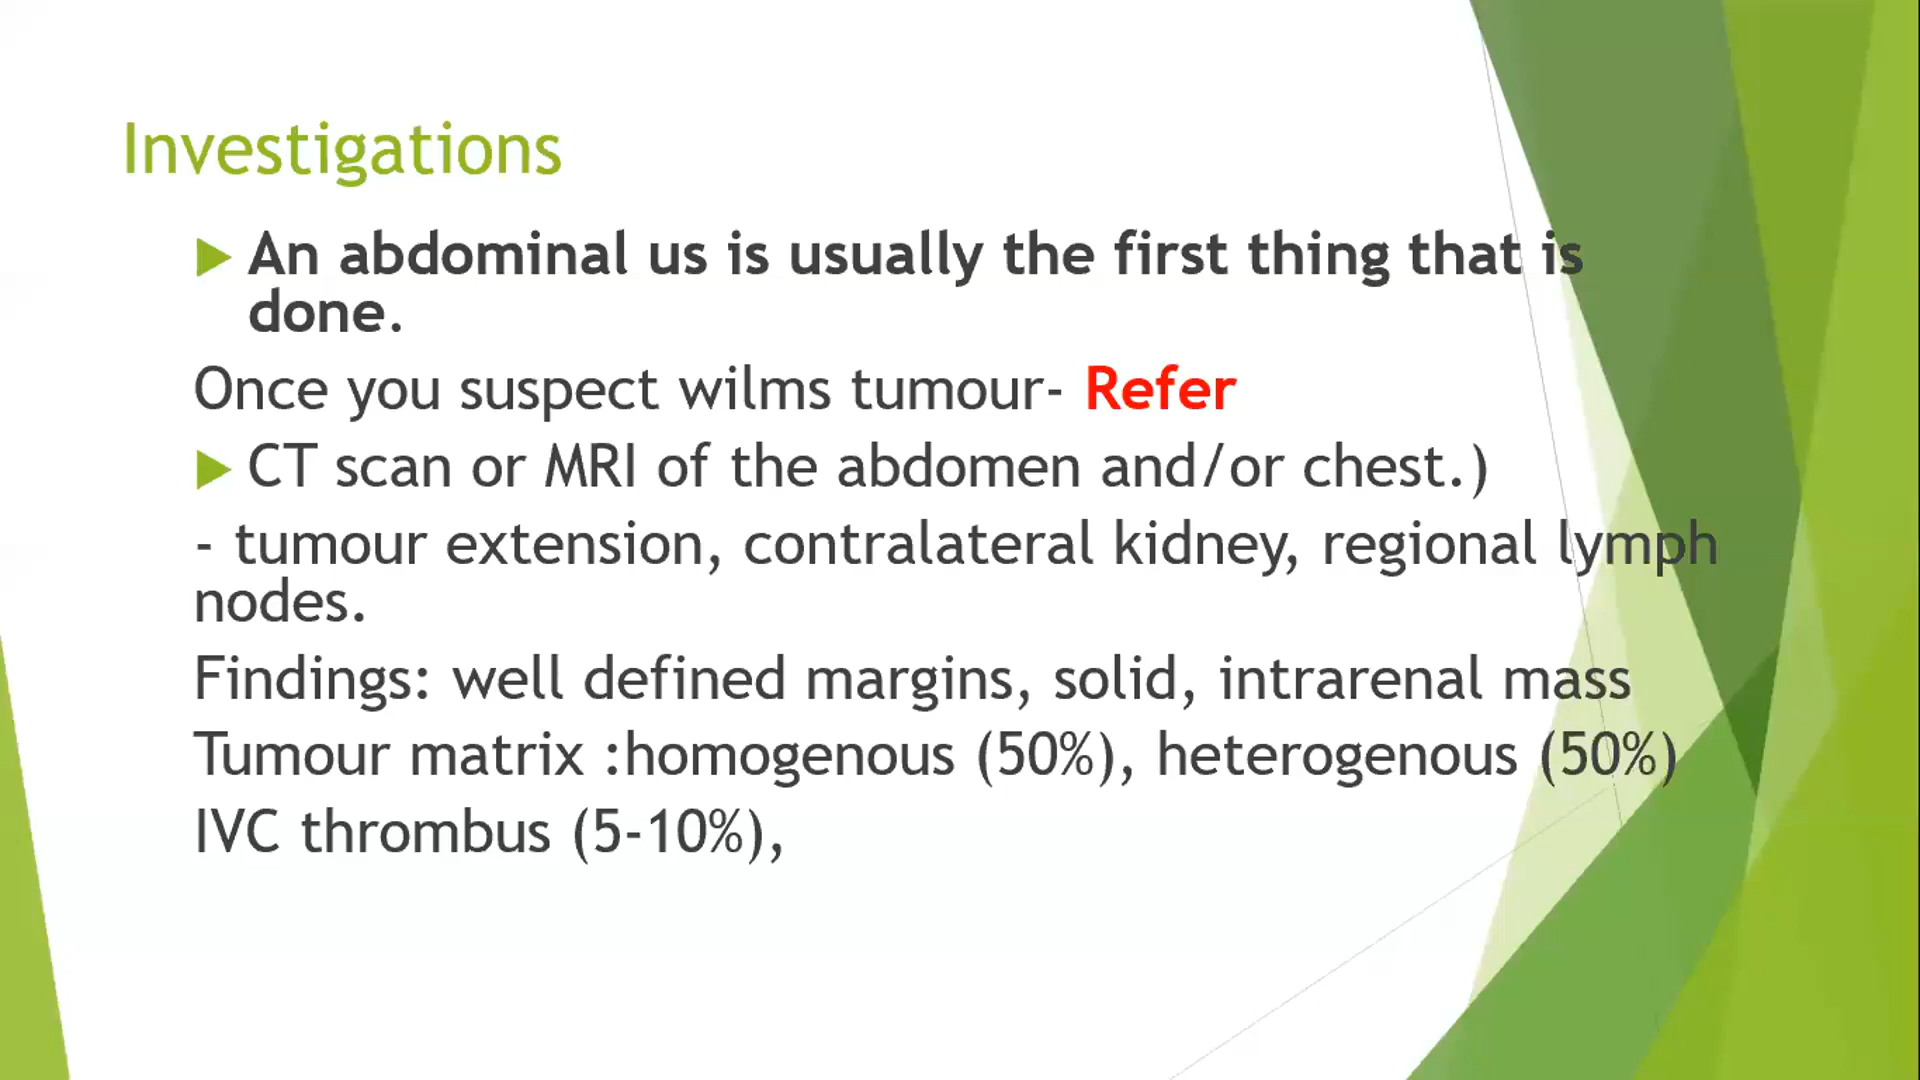 Investigations
An abdominal us is usually the first thing that is
done.
Once you suspect wilms tumour- Refer
CT scan or MRI of the abdomen and/or chest.)
- tumour extension, contralateral kidney, regional lymph
nodes.
Findings: well defined margins, solid, intrarenal mass
Tumour matrix :homogenous (50%), heterogenous (50%)
IVC thrombus (5-10%),